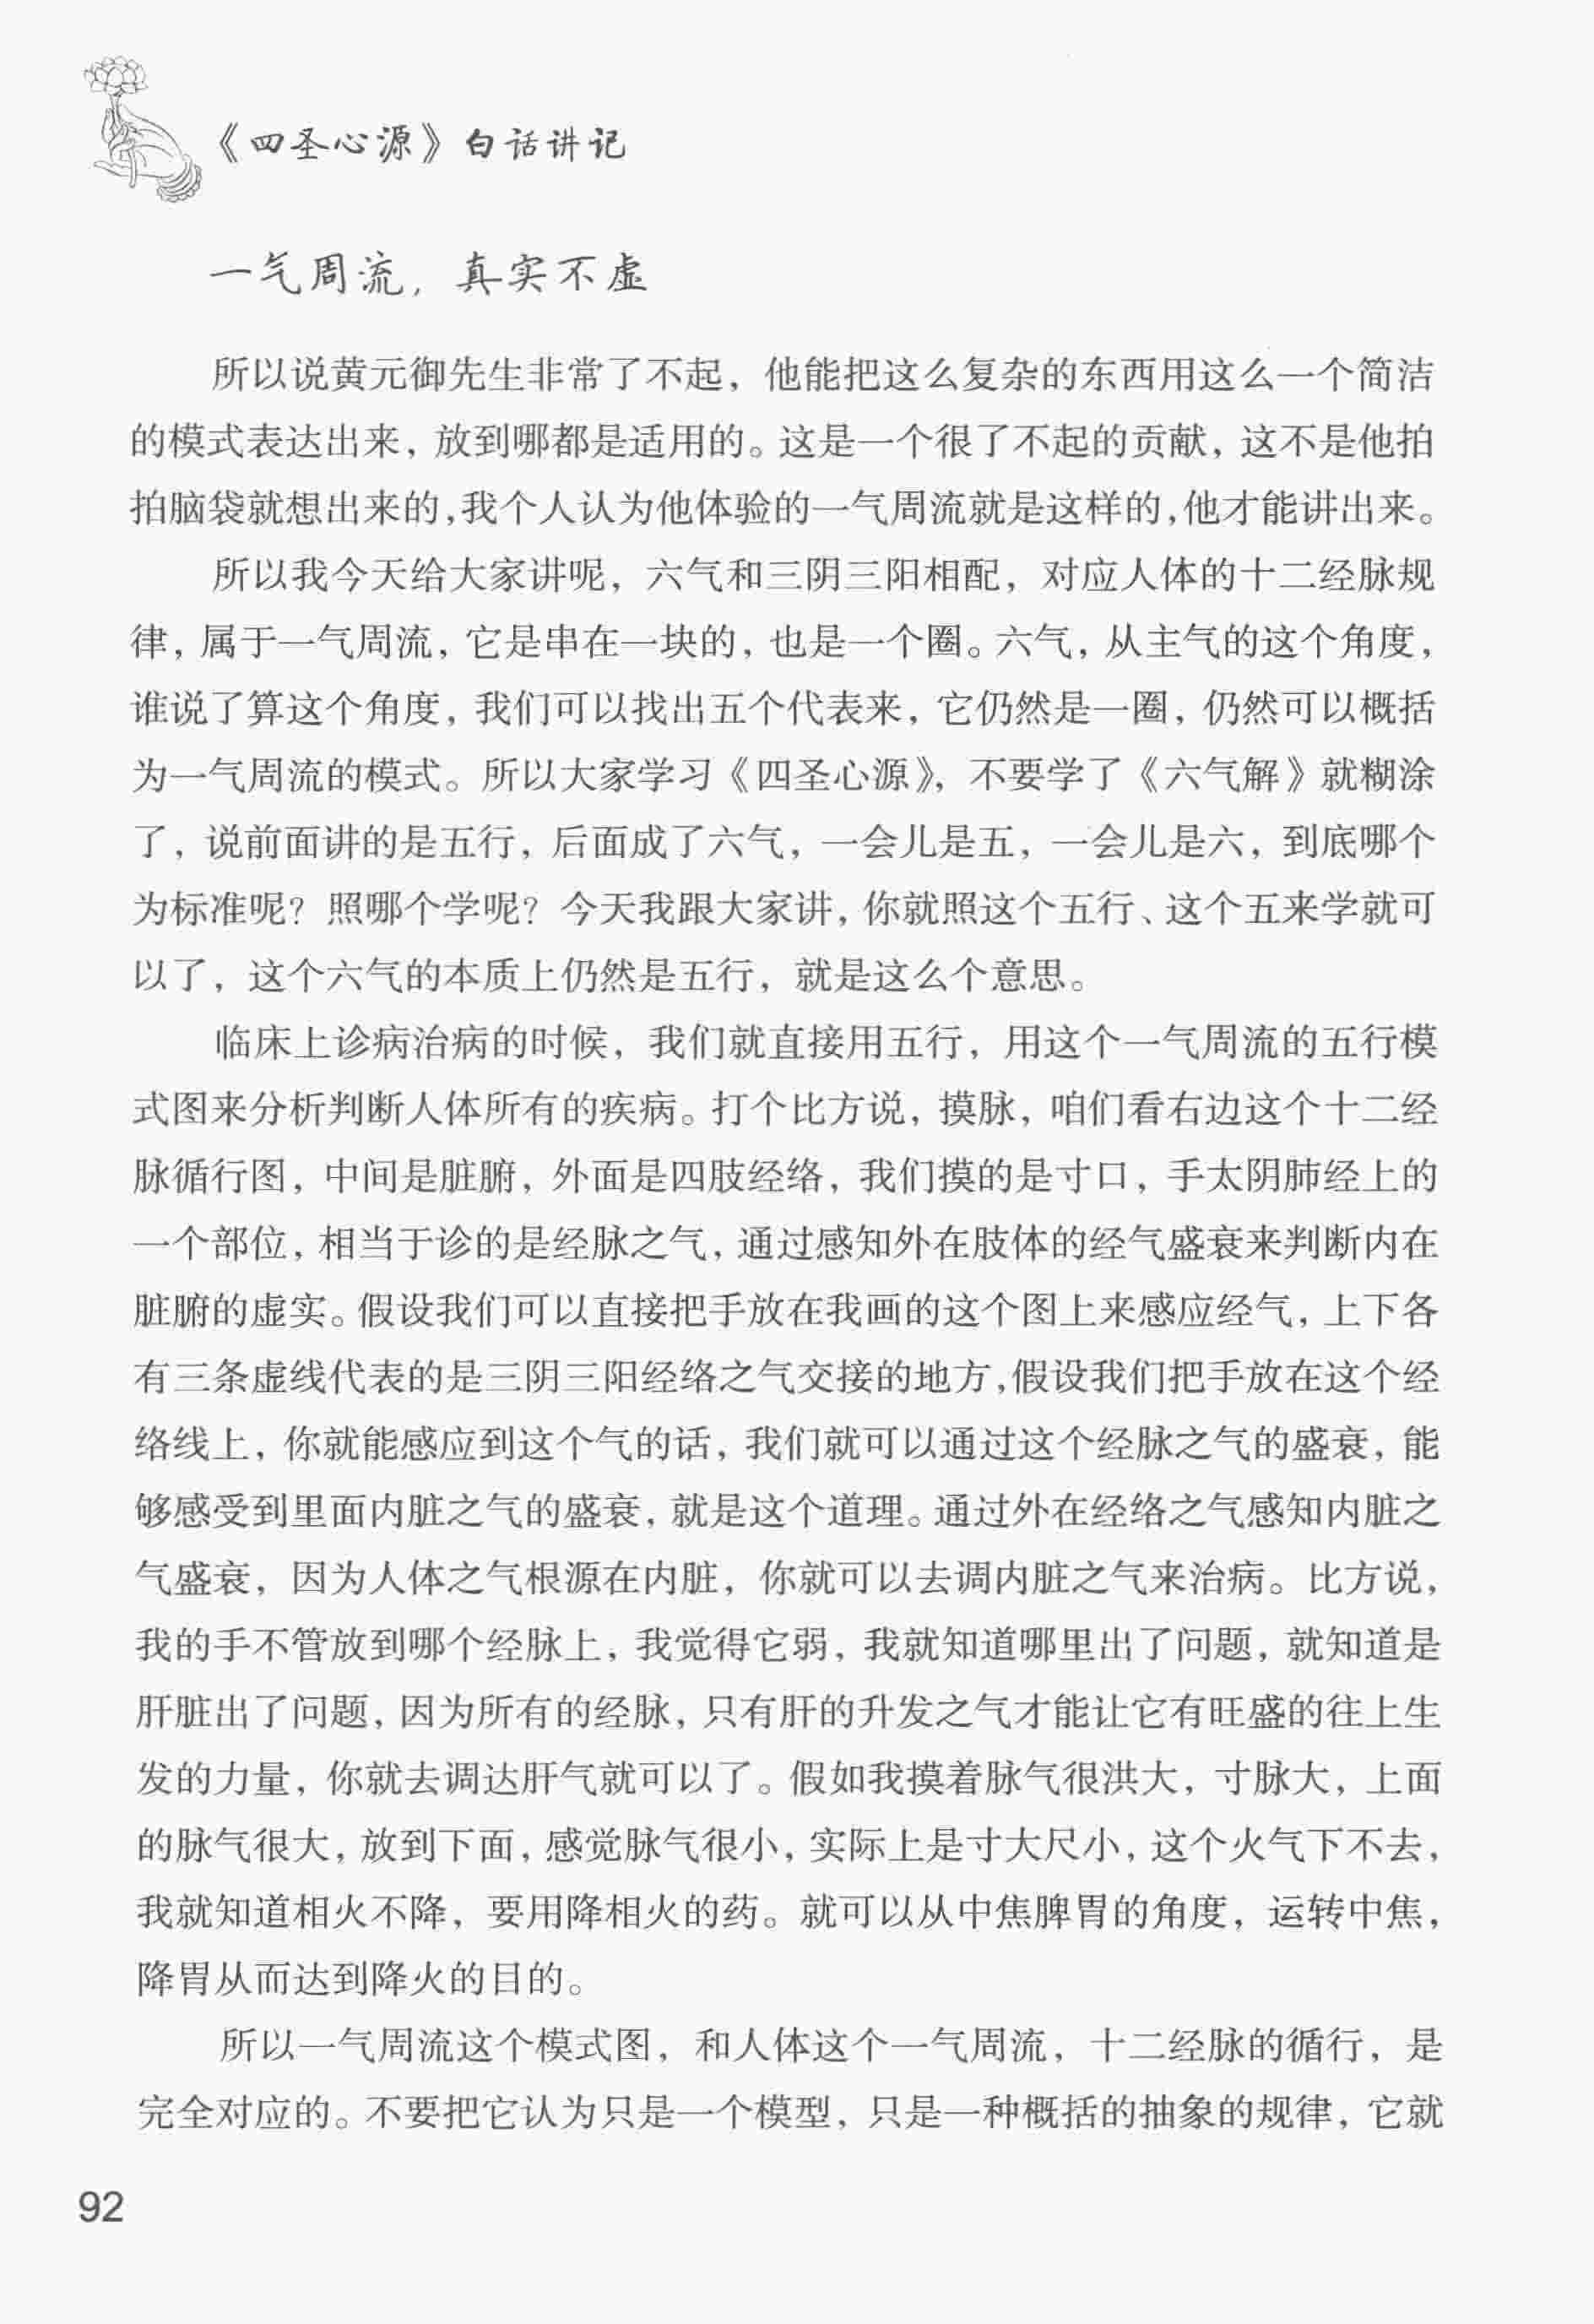 《四圣心源》白话讲记
一气周流，真实不虚
所以说黄元御先生非常了不起，他能把这么复杂的东西用这么一个简洁
的模式表达出来，放到哪都是适用的。这是一个很了不起的贡献，这不是他拍
拍脑袋就想出来的，我个人认为他体验的一气周流就是这样的，他才能讲出来。
所以我今天给大家讲呢，六气和三阴三阳相配，对应人体的十二经脉规
律，属于一气周流，它是串在一块的，也是一个圈。六气，从主气的这个角度，
谁说了算这个角度，我们可以找出五个代表来，它仍然是一圈，仍然可以概括
为一气周流的模式。所以大家学习《四圣心源》，不要学了《六气解》就糊涂
了，说前面讲的是五行，后面成了六气，一会儿是五，一会儿是六，到底哪个
为标准呢？照哪个学呢？今天我跟大家讲，你就照这个五行、这个五来学就可
以了，这个六气的本质上仍然是五行，就是这么个意思。
临床上诊病治病的时候，我们就直接用五行，用这个一气周流的五行模
式图来分析判断人体所有的疾病。打个比方说，摸脉，咱们看右边这个十二经
脉循行图，中间是脏腑，外面是四肢经络，我们摸的是寸口，手太阴肺经上的
一个部位，相当于诊的是经脉之气，通过感知外在肢体的经气盛衰来判断内在
脏腑的虚实。假设我们可以直接把手放在我画的这个图上来感应经气，上下各
有三条虚线代表的是三阴三阳经络之气交接的地方，假设我们把手放在这个经
络线上，你就能感应到这个气的话，我们就可以通过这个经脉之气的盛衰，能
够感受到里面内脏之气的盛衰，就是这个道理。通过外在经络之气感知内脏之
气盛衰，因为人体之气根源在内脏，你就可以去调内脏之气来治病。比方说，
我的手不管放到哪个经脉上，我觉得它弱，我就知道哪里出了问题，就知道是
肝脏出了问题，因为所有的经脉，只有肝的升发之气才能让它有旺盛的往上生
发的力量，你就去调达肝气就可以了。假如我摸着脉气很洪大，寸脉大，上面
的脉气很大，放到下面，感觉脉气很小，实际上是寸大尺小，这个火气下不去，
我就知道相火不降，要用降相火的药。就可以从中焦脾胃的角度，运转中焦，
降胃从而达到降火的目的。
所以一气周流这个模式图，和人体这个一气周流，十二经脉的循行，是
完全对应的。不要把它认为只是一个模型，只是一种概括的抽象的规律，它就
92